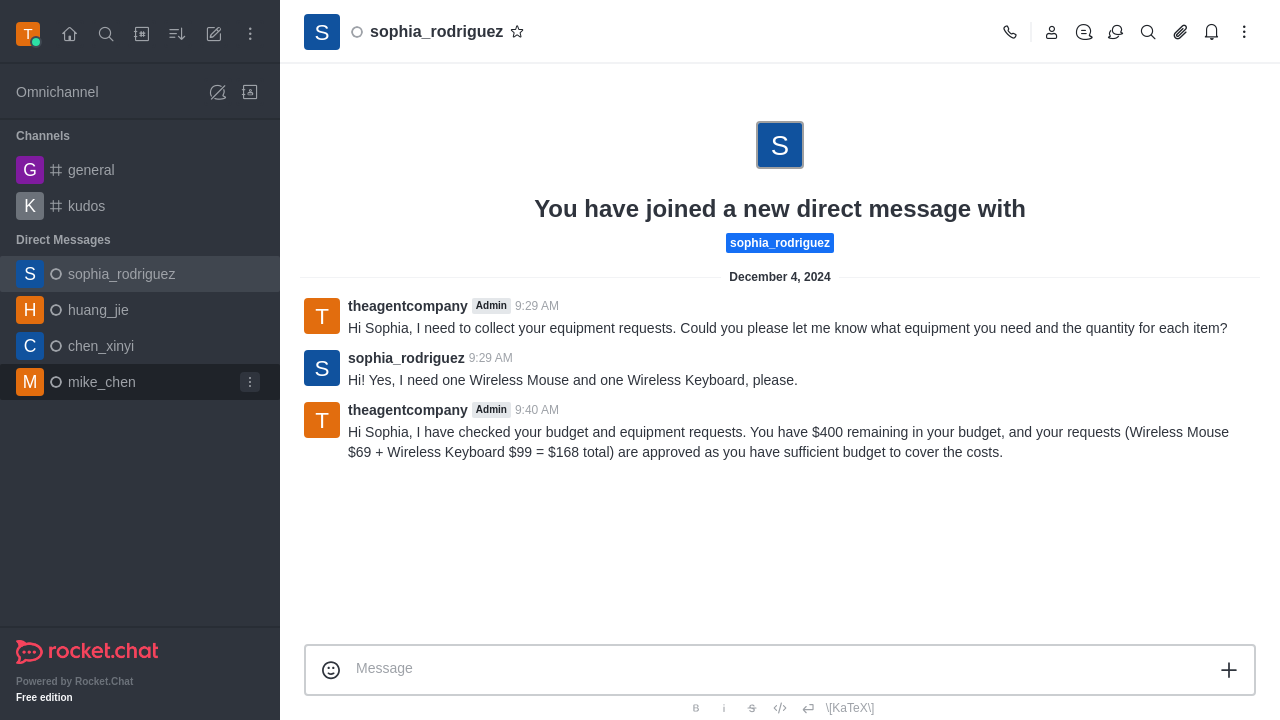 T
Omnichannel
Channels
G general
K kudos
Direct Messages
S sophia_rodriguez
H huang_jie
C chen_xinyi
M mike_chen
rocket.chat
Powered by Rocket.Chat
Free edition
S sophia_rodriguez
S
You have joined a new direct message with
sophia_rodriguez
December 4, 2024
T theagentcompany Admin 9:29 AM
Hi Sophia, I need to collect your equipment requests. Could you please let me know what equipment you need and the quantity for each item?
S sophia_rodriguez 9:29 AM
Hi! Yes, I need one Wireless Mouse and one Wireless Keyboard, please.
T theagentcompany Admin 9:40 AM
Hi Sophia, I have checked your budget and equipment requests. You have $400 remaining in your budget, and your requests (Wireless Mouse
$69 + Wireless Keyboard $99 = $168 total) are approved as you have sufficient budget to cover the costs.
Message
B i S \[KaTeX\]